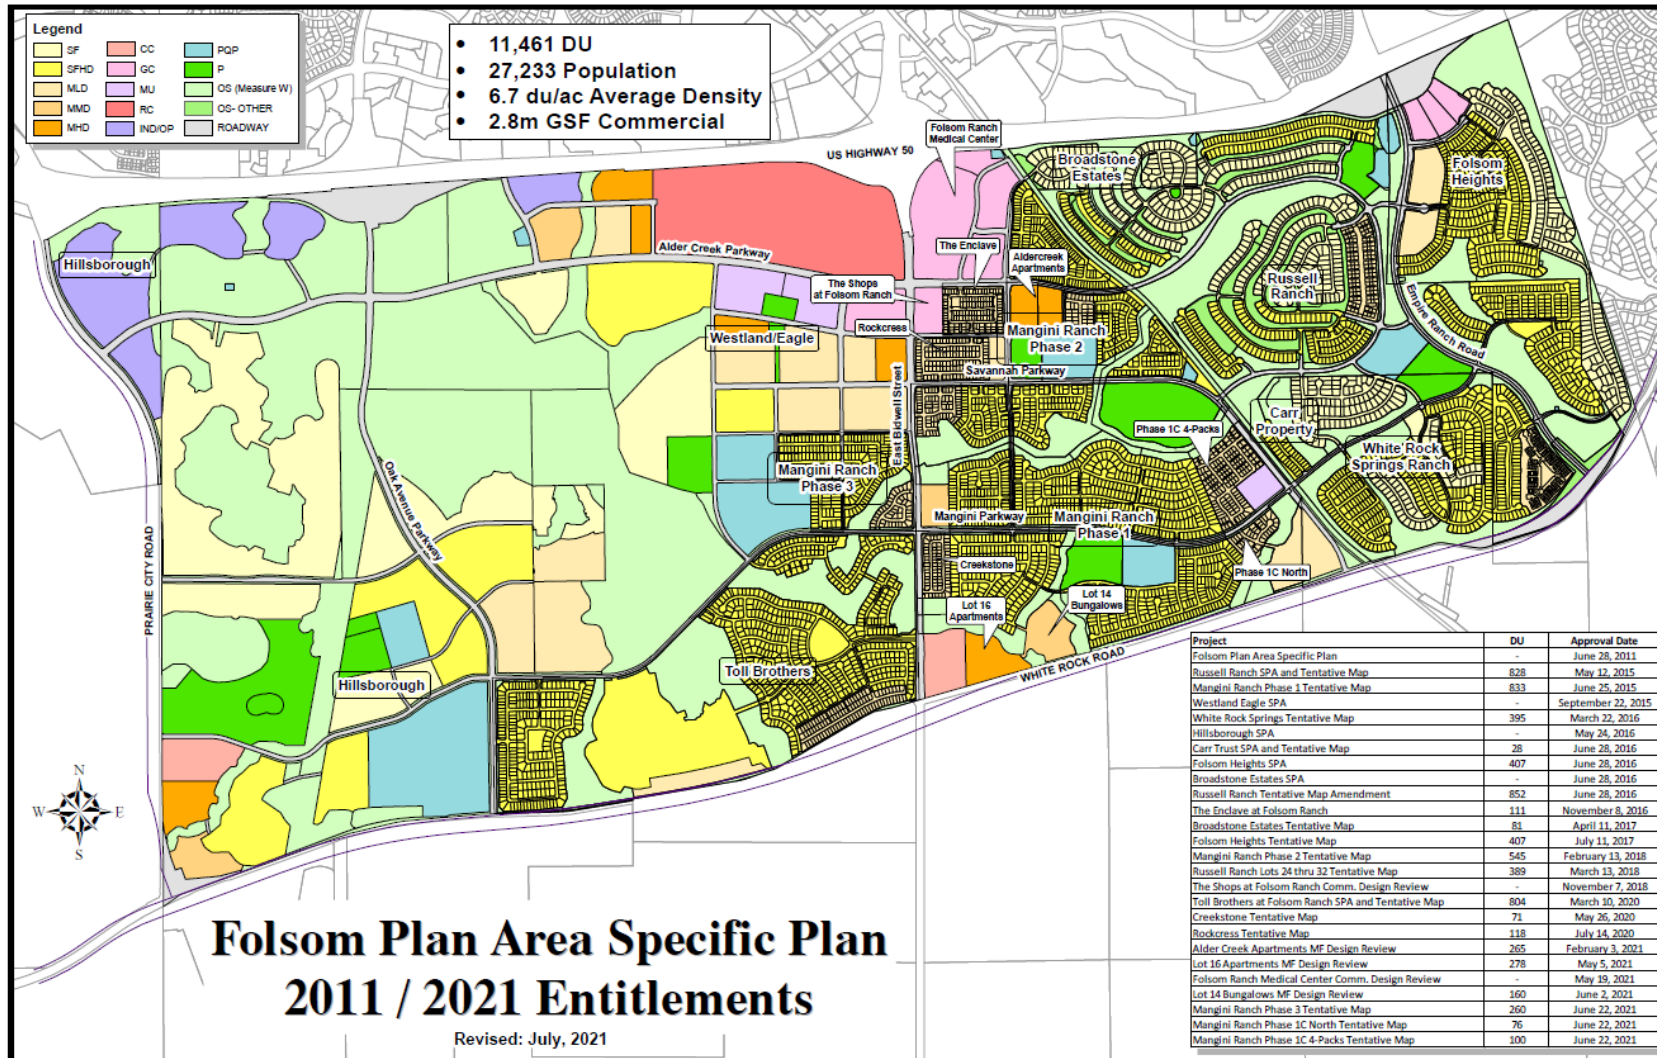 Legend
SF
CC
PQP
SFHD
GC
P
MLD
MU
OS (Measure W)
MMD
RC
OS- OTHER
MHD
IND/OP
ROADWAY
• 11,461 DU
• 27,233 Population
• 6.7 du/ac Average Density
• 2.8m GSF Commercial
US HIGHWAY 50
Folsom Ranch
Medical Center
Broadstone
Estates
Folsom
Heights
Hillsborough
Alder Creek Parkway
The Enclave
Aldercreek
Apartments
The Shops
at Folsom Ranch
Russell
Ranch
Empire Ranch Road
Rockcress
Mangini Ranch
Phase 2
Westland/Eagle
Savannah Parkway
East Bidwell Street
Carr
Property
Phase 1C 4-Packs
White Rock
Springs Ranch
Mangini Ranch
Phase 3
Oak Avenue Parkway
Mangini Parkway
Mangini Ranch
Phase 1
PRAIRIE CITY ROAD
Creekstone
Phase 1C North
Lot 16
Apartments
Lot 14
Bungalows
Toll Brothers
WHITE ROCK ROAD
Hillsborough
N
W
E
S
Project DU Approval Date
Folsom Plan Area Specific Plan - June 28, 2011
Russell Ranch SPA and Tentative Map 828 May 12, 2015
Mangini Ranch Phase 1 Tentative Map 833 June 25, 2015
Westland Eagle SPA - September 22, 2015
White Rock Springs Tentative Map 395 March 22, 2016
Hillsborough SPA - May 24, 2016
Carr Trust SPA and Tentative Map 28 June 28, 2016
Folsom Heights SPA 407 June 28, 2016
Broadstone Estates SPA - June 28, 2016
Russell Ranch Tentative Map Amendment 852 June 28, 2016
The Enclave at Folsom Ranch 111 November 8, 2016
Broadstone Estates Tentative Map 81 April 11, 2017
Folsom Heights Tentative Map 407 July 11, 2017
Mangini Ranch Phase 2 Tentative Map 545 February 13, 2018
Russell Ranch Lots 24 thru 32 Tentative Map 389 March 13, 2018
The Shops at Folsom Ranch Comm. Design Review - November 7, 2018
Toll Brothers at Folsom Ranch SPA and Tentative Map 804 March 10, 2020
Creekstone Tentative Map 71 May 26, 2020
Rockcress Tentative Map 118 July 14, 2020
Alder Creek Apartments MF Design Review 265 February 3, 2021
Lot 16 Apartments MF Design Review 278 May 5, 2021
Folsom Ranch Medical Center Comm. Design Review - May 19, 2021
Lot 14 Bungalows MF Design Review 160 June 2, 2021
Mangini Ranch Phase 3 Tentative Map 260 June 22, 2021
Mangini Ranch Phase 1C North Tentative Map 76 June 22, 2021
Mangini Ranch Phase 1C 4-Packs Tentative Map 100 June 22, 2021
Folsom Plan Area Specific Plan
2011 / 2021 Entitlements
Revised: July, 2021